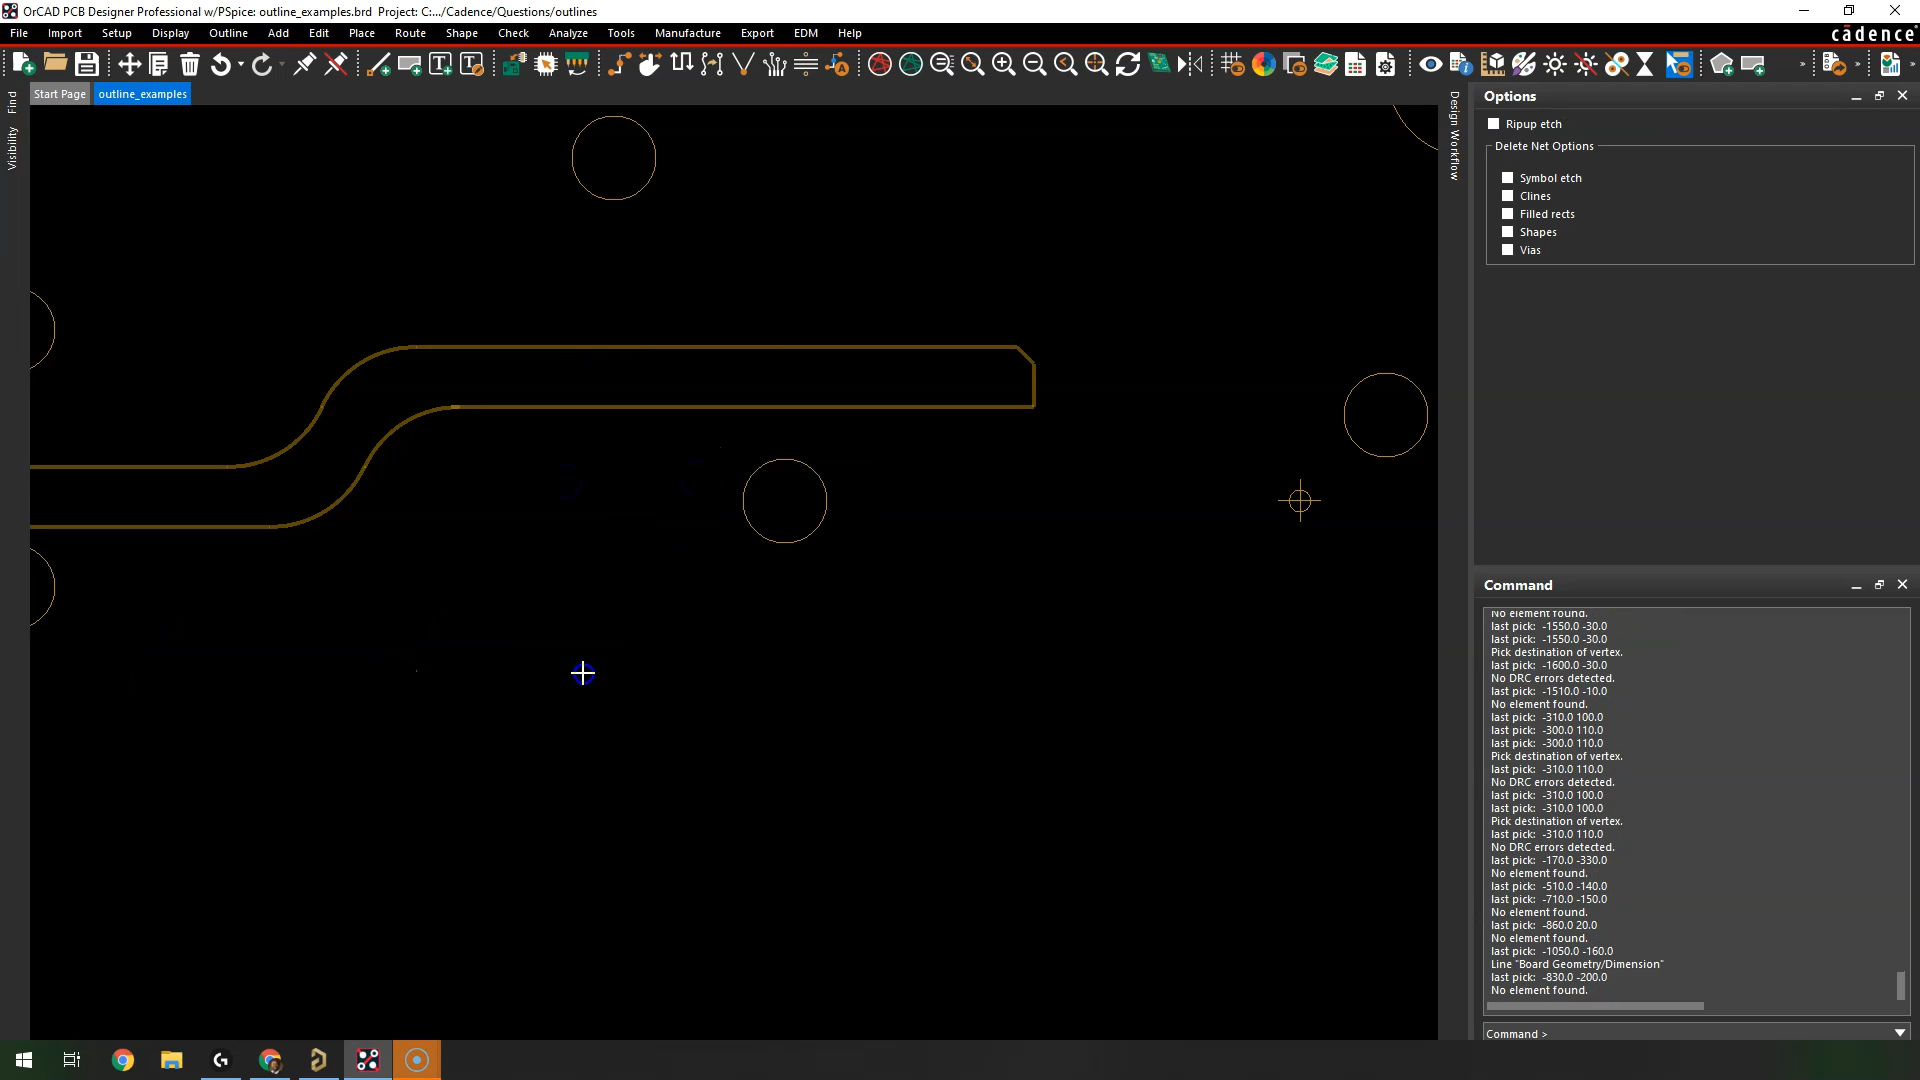 OrCAD PCB Designer Professional w/PSpice: outline_examples.brd  Project: C:.../Cadence/Questions/outlines
File Import Setup Display Outline Add Edit Place Route Shape Check Analyze Tools Manufacture Export EDM Help
cādence
Start Page outline_examples
Find
Visibility
Design Workflow
Options
Ripup etch
Delete Net Options
Symbol etch
Clines
Filled rects
Shapes
Vias
Command
No element found.
last pick:  -1550.0 -30.0
last pick:  -1550.0 -30.0
Pick destination of vertex.
last pick:  -1600.0 -30.0
No DRC errors detected.
last pick:  -1510.0 -10.0
No element found.
last pick:  -310.0 100.0
last pick:  -300.0 110.0
last pick:  -300.0 110.0
Pick destination of vertex.
last pick:  -310.0 110.0
No DRC errors detected.
last pick:  -310.0 100.0
last pick:  -310.0 100.0
Pick destination of vertex.
last pick:  -310.0 110.0
No DRC errors detected.
last pick:  -170.0 -330.0
No element found.
last pick:  -510.0 -140.0
last pick:  -710.0 -150.0
No element found.
last pick:  -860.0 20.0
No element found.
last pick:  -1050.0 -160.0
Line "Board Geometry/Dimension"
last pick:  -830.0 -200.0
No element found.
Command >